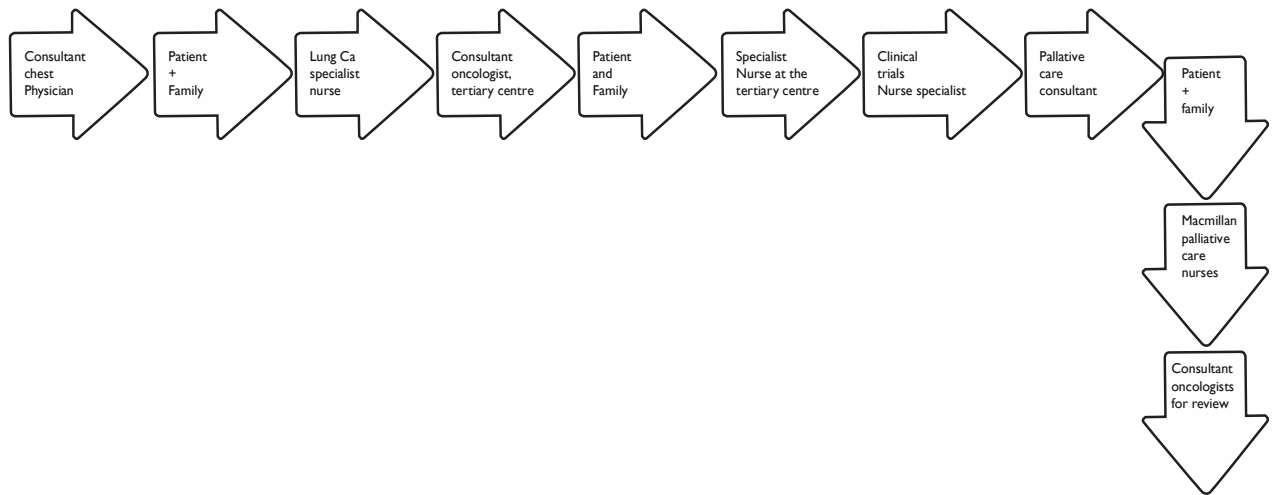 Consultant
chest
Physician
Patient
+
Family
Lung Ca
specialist
nurse
Consultant
oncologist,
tertiary centre
Patient
and
Family
Specialist
Nurse at the
tertiary centre
Clinical
trials
Nurse specialist
Pallative
care
consultant
Patient
+
family
Macmillan
palliative
care
nurses
Consultant
oncologists
for review